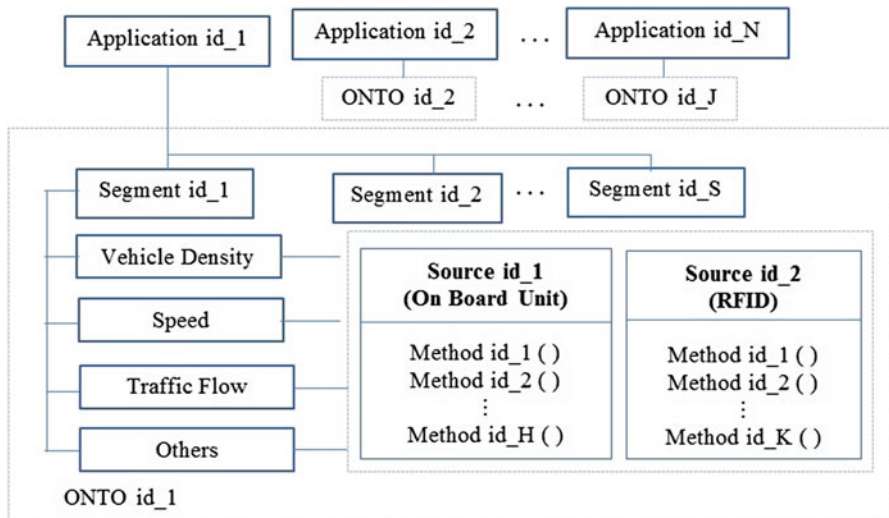 Application id_1
Application id_2
...
Application id_N
ONTO id_2
...
ONTO id_J
Segment id_1
Segment id_2
...
Segment id_S
Vehicle Density
Speed
Traffic Flow
Others
Source id_1
(On Board Unit)
Method id_1 ( )
Method id_2 ( )
⋮
Method id_H ( )
Source id_2
(RFID)
Method id_1 ( )
Method id_2 ( )
⋮
Method id_K ( )
ONTO id_1